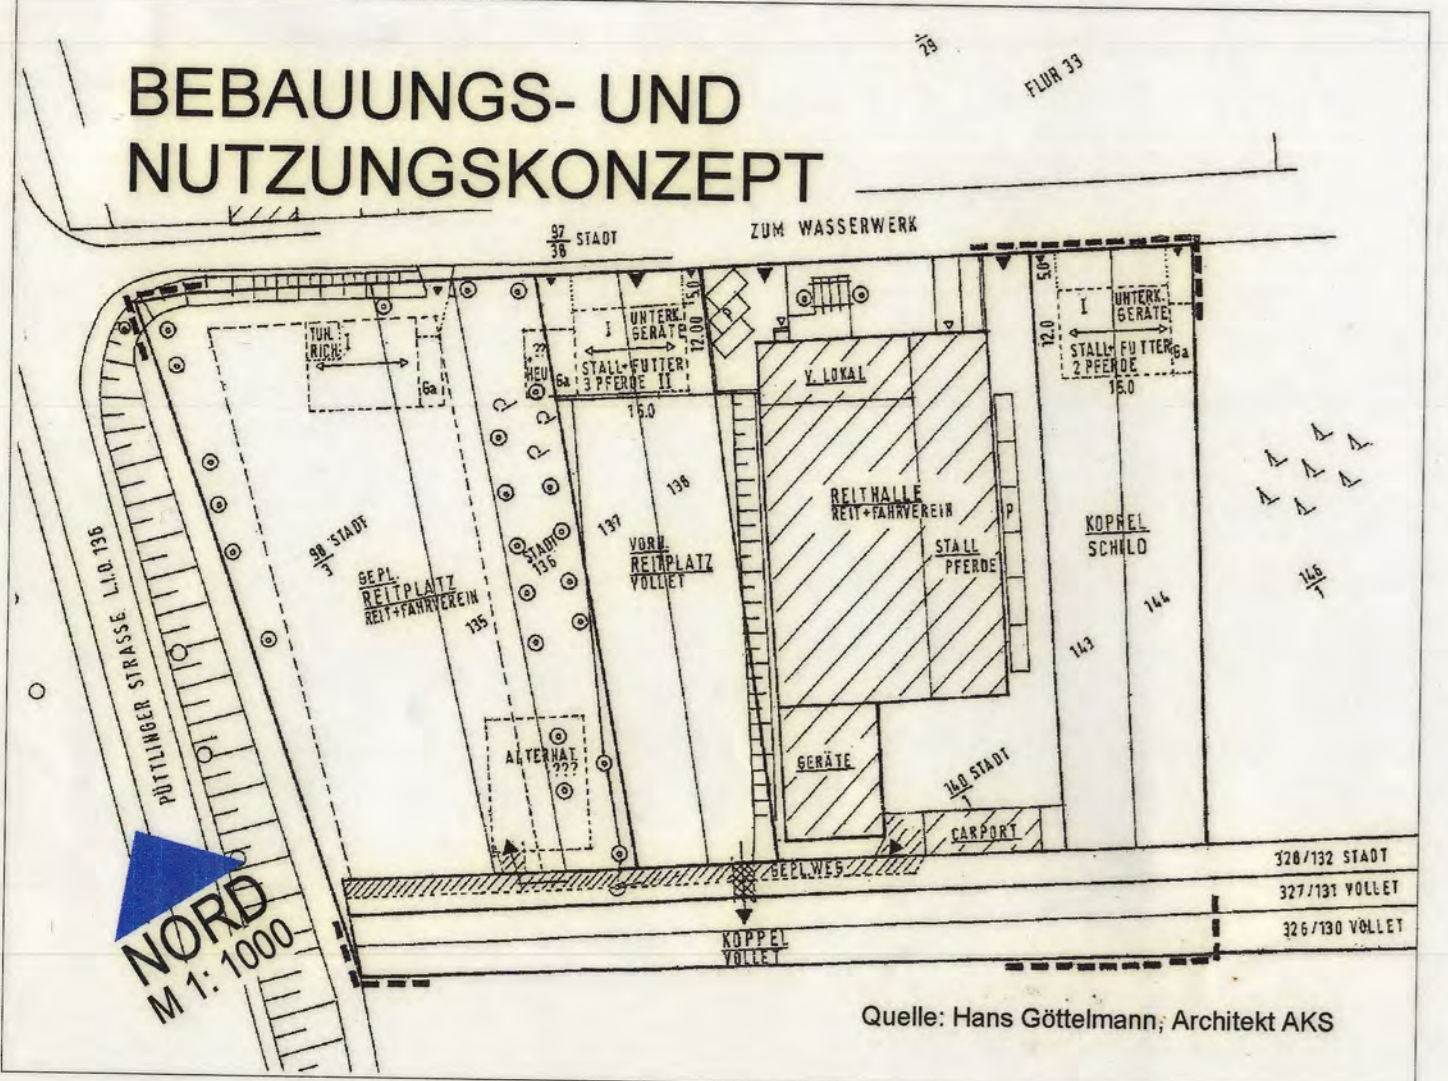 BEBAUUNGS- UND
NUTZUNGSKONZEPT
29
FLUR 33
97
38
STADT
ZUM WASSERWERK
I
I
UNTERK.
GERÄTE
STALL+FUTTER
3 PFERDE II
Ga
16.0
5.0
12.00
??
HEU
I
Ga
5.0
12.0
I
UNTERK.
GERÄTE
STALL+FUTTER
2 PFERDE
Ga
16.0
V. LOKAL
REITHALLE
REIT+FAHRVEREIN
STALL
PFERDE
P
KOPPEL
SCHILD
143
144
146
1
98
3
STADT
GEPL.
REITPLATZ
REIT+FAHRVEREIN
135
STADT
136
137
138
VORH.
REITPLATZ
VOLLET
PÜTTLINGER STRASSE L.I.O. 136
ALTERNAT.
???
GERÄTE
140
1
STADT
CARPORT
GEPL.WEG
328/132 STADT
327/131 VOLLET
326/130 VOLLET
KOPPEL
VOLLET
NORD
M 1: 1000
Quelle: Hans Göttelmann, Architekt AKS